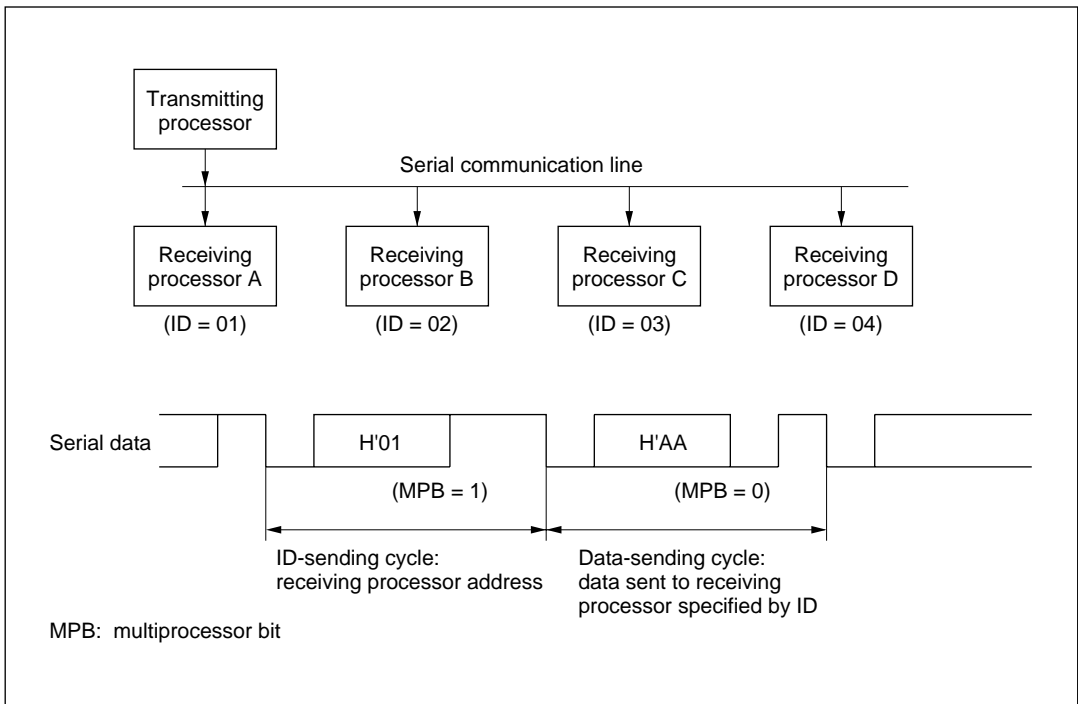 Transmitting
processor
Serial communication line
Receiving
processor A
Receiving
processor B
Receiving
processor C
Receiving
processor D
(ID = 01)
(ID = 02)
(ID = 03)
(ID = 04)
Serial data
H'01
H'AA
(MPB = 1)
(MPB = 0)
ID-sending cycle:
receiving processor address
Data-sending cycle:
data sent to receiving
processor specified by ID
MPB: multiprocessor bit